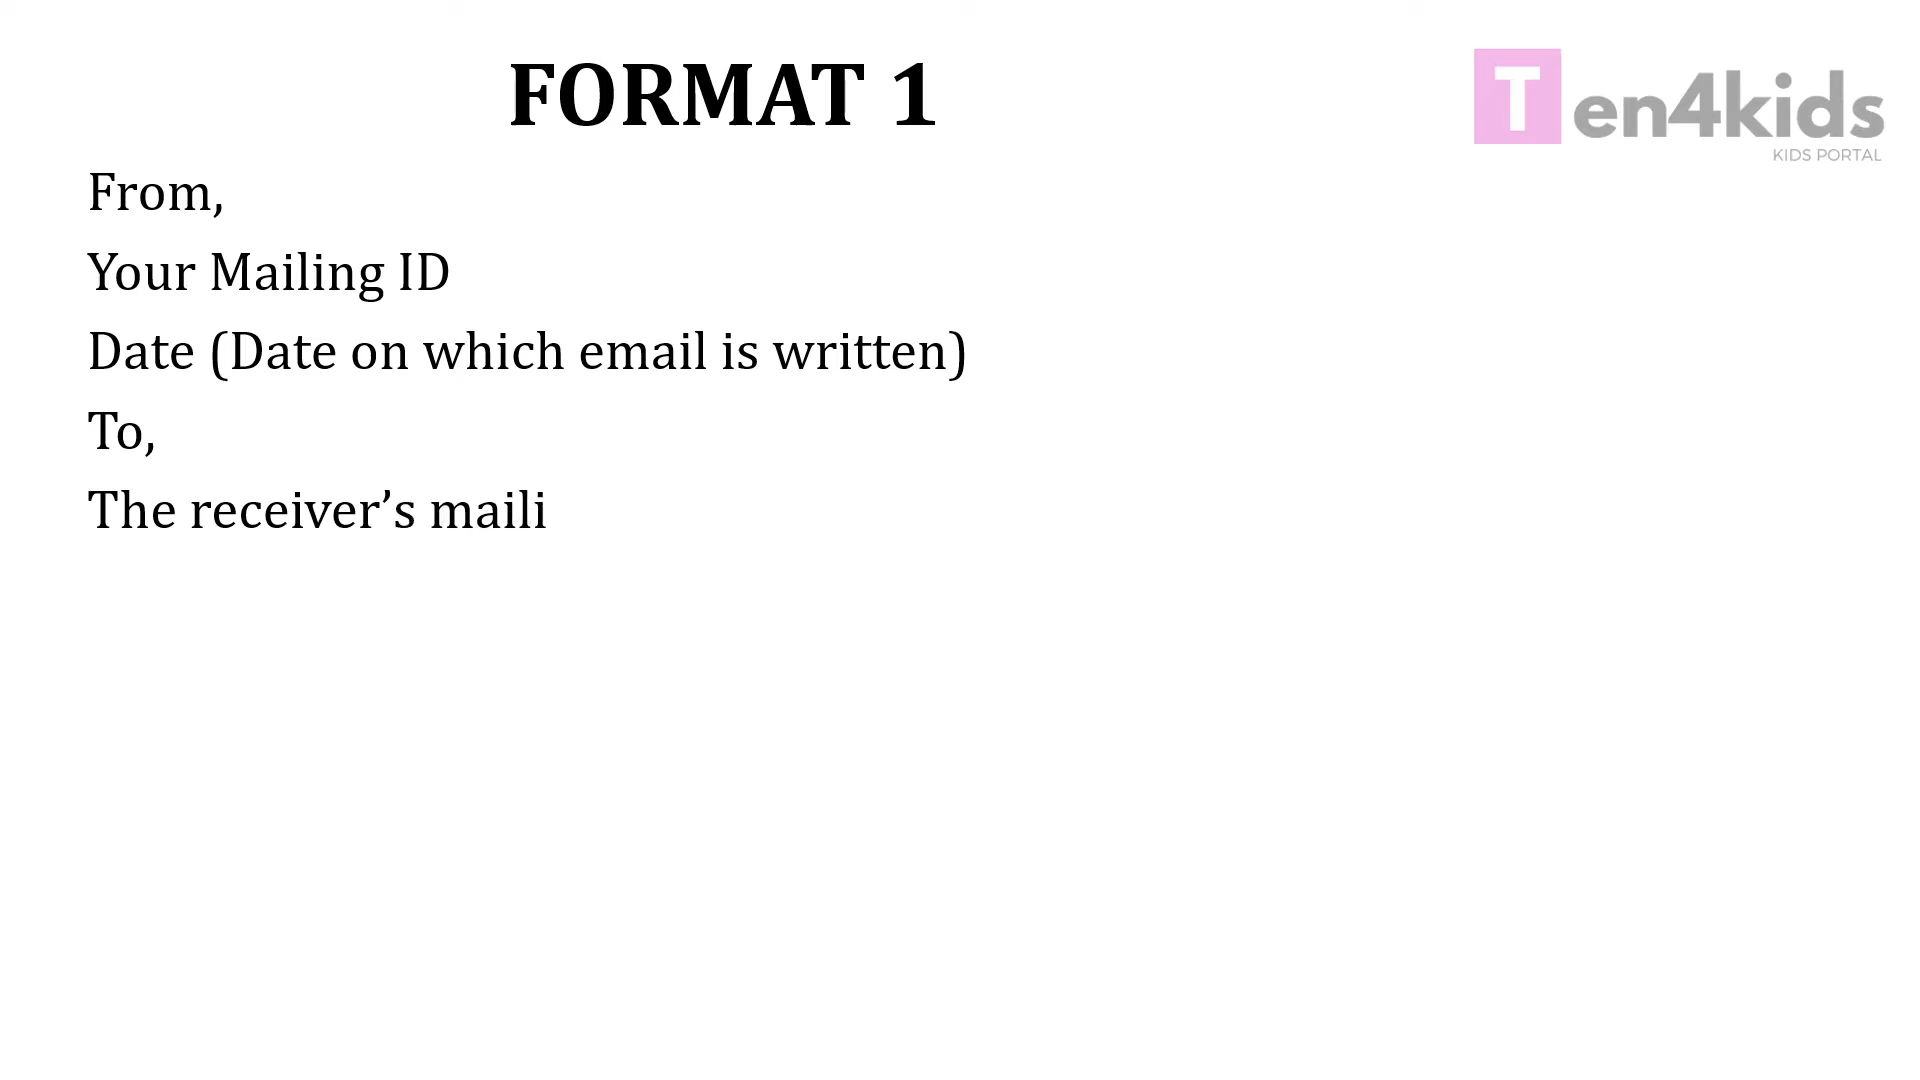 FORMAT 1
Ten4kids
KIDS PORTAL
From,
Your Mailing ID
Date (Date on which email is written)
To,
The receiver’s maili